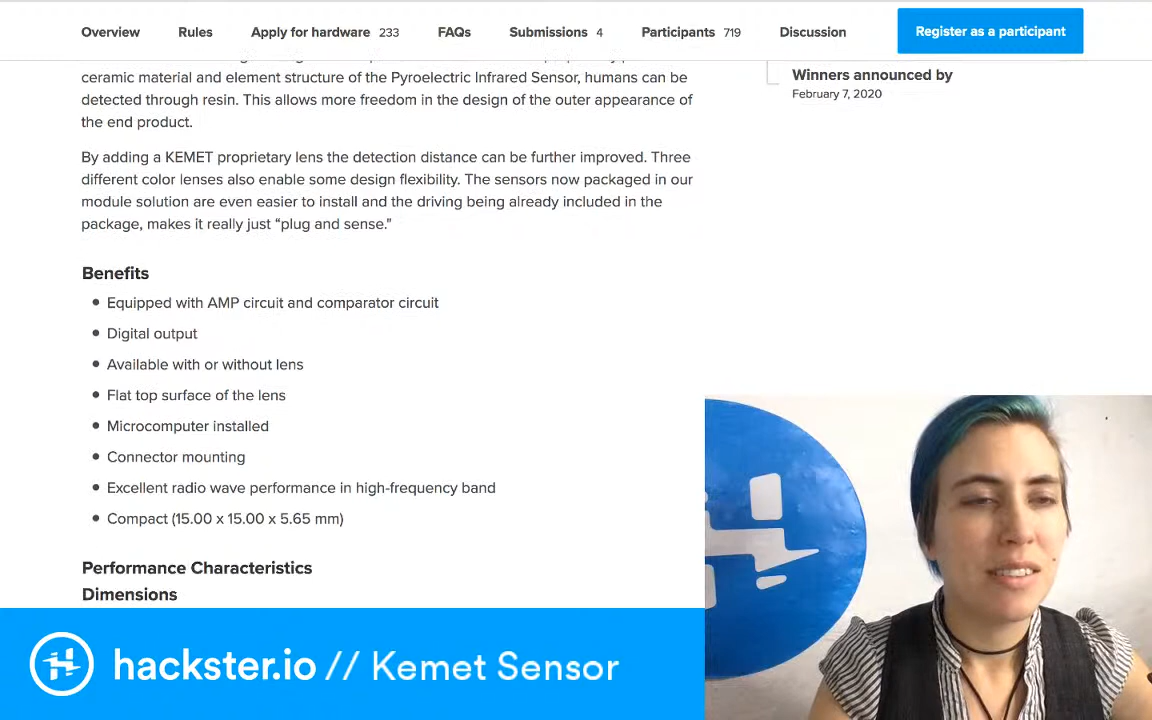 Overview Rules Apply for hardware 233 FAQs Submissions 4 Participants 719 Discussion Register as a participant
ceramic material and element structure of the Pyroelectric Infrared Sensor, humans can be
detected through resin. This allows more freedom in the design of the outer appearance of
the end product.
Winners announced by
February 7, 2020
By adding a KEMET proprietary lens the detection distance can be further improved. Three
different color lenses also enable some design flexibility. The sensors now packaged in our
module solution are even easier to install and the driving being already included in the
package, makes it really just “plug and sense."
Benefits
Equipped with AMP circuit and comparator circuit
Digital output
Available with or without lens
Flat top surface of the lens
Microcomputer installed
Connector mounting
Excellent radio wave performance in high-frequency band
Compact (15.00 x 15.00 x 5.65 mm)
Performance Characteristics
Dimensions
hackster.io // Kemet Sensor